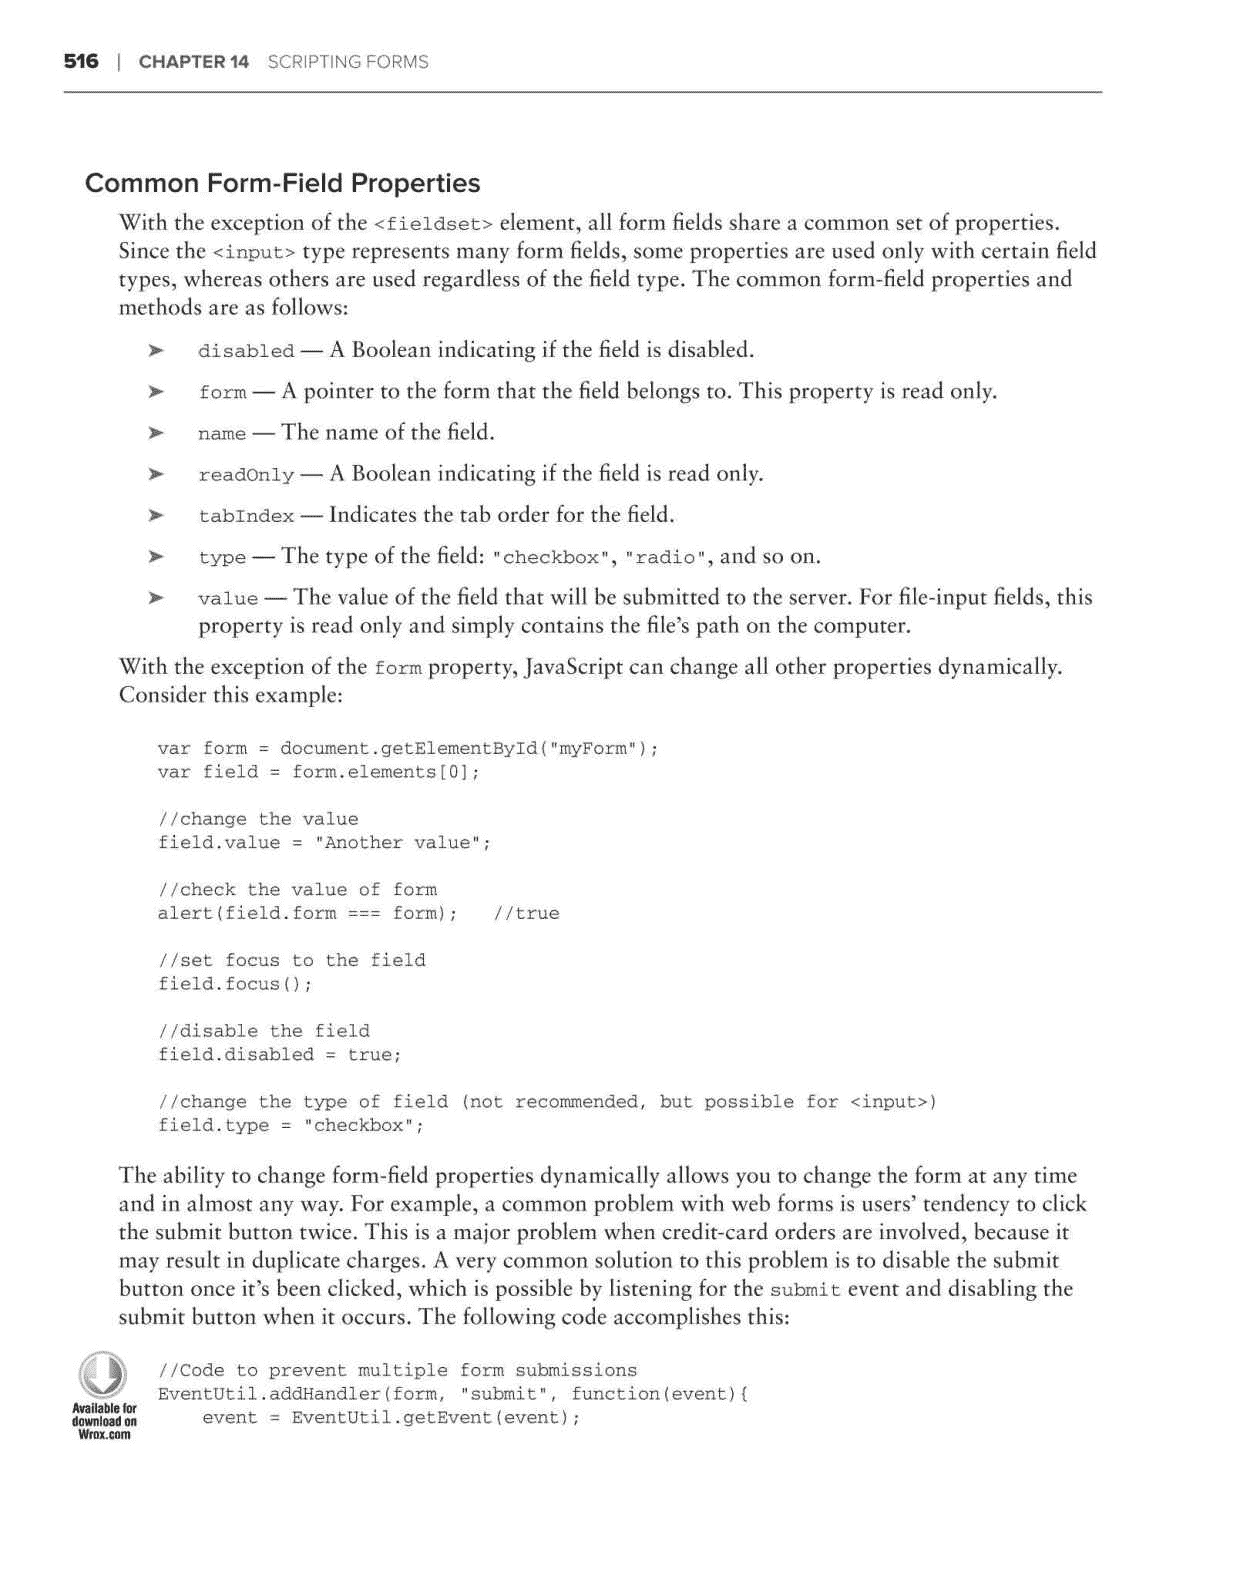 516 | CHAPTER 14 SCRIPTING FORMS
Common Form-Field Properties
With the exception of the <fieldset> element, all form fields share a common set of properties.
Since the <input> type represents many form fields, some properties are used only with certain field
types, whereas others are used regardless of the field type. The common form-field properties and
methods are as follows:
➤ disabled — A Boolean indicating if the field is disabled.
➤ form — A pointer to the form that the field belongs to. This property is read only.
➤ name — The name of the field.
➤ readOnly — A Boolean indicating if the field is read only.
➤ tabIndex — Indicates the tab order for the field.
➤ type — The type of the field: "checkbox", "radio", and so on.
➤ value — The value of the field that will be submitted to the server. For file-input fields, this
property is read only and simply contains the file's path on the computer.
With the exception of the form property, JavaScript can change all other properties dynamically.
Consider this example:
var form = document.getElementById("myForm");
var field = form.elements[0];
//change the value
field.value = "Another value";
//check the value of form
alert(field.form === form);   //true
//set focus to the field
field.focus();
//disable the field
field.disabled = true;
//change the type of field (not recommended, but possible for <input>)
field.type = "checkbox";
The ability to change form-field properties dynamically allows you to change the form at any time
and in almost any way. For example, a common problem with web forms is users' tendency to click
the submit button twice. This is a major problem when credit-card orders are involved, because it
may result in duplicate charges. A very common solution to this problem is to disable the submit
button once it's been clicked, which is possible by listening for the submit event and disabling the
submit button when it occurs. The following code accomplishes this:
//Code to prevent multiple form submissions
EventUtil.addHandler(form, "submit", function(event){
    event = EventUtil.getEvent(event);
Available for
download on
Wrox.com